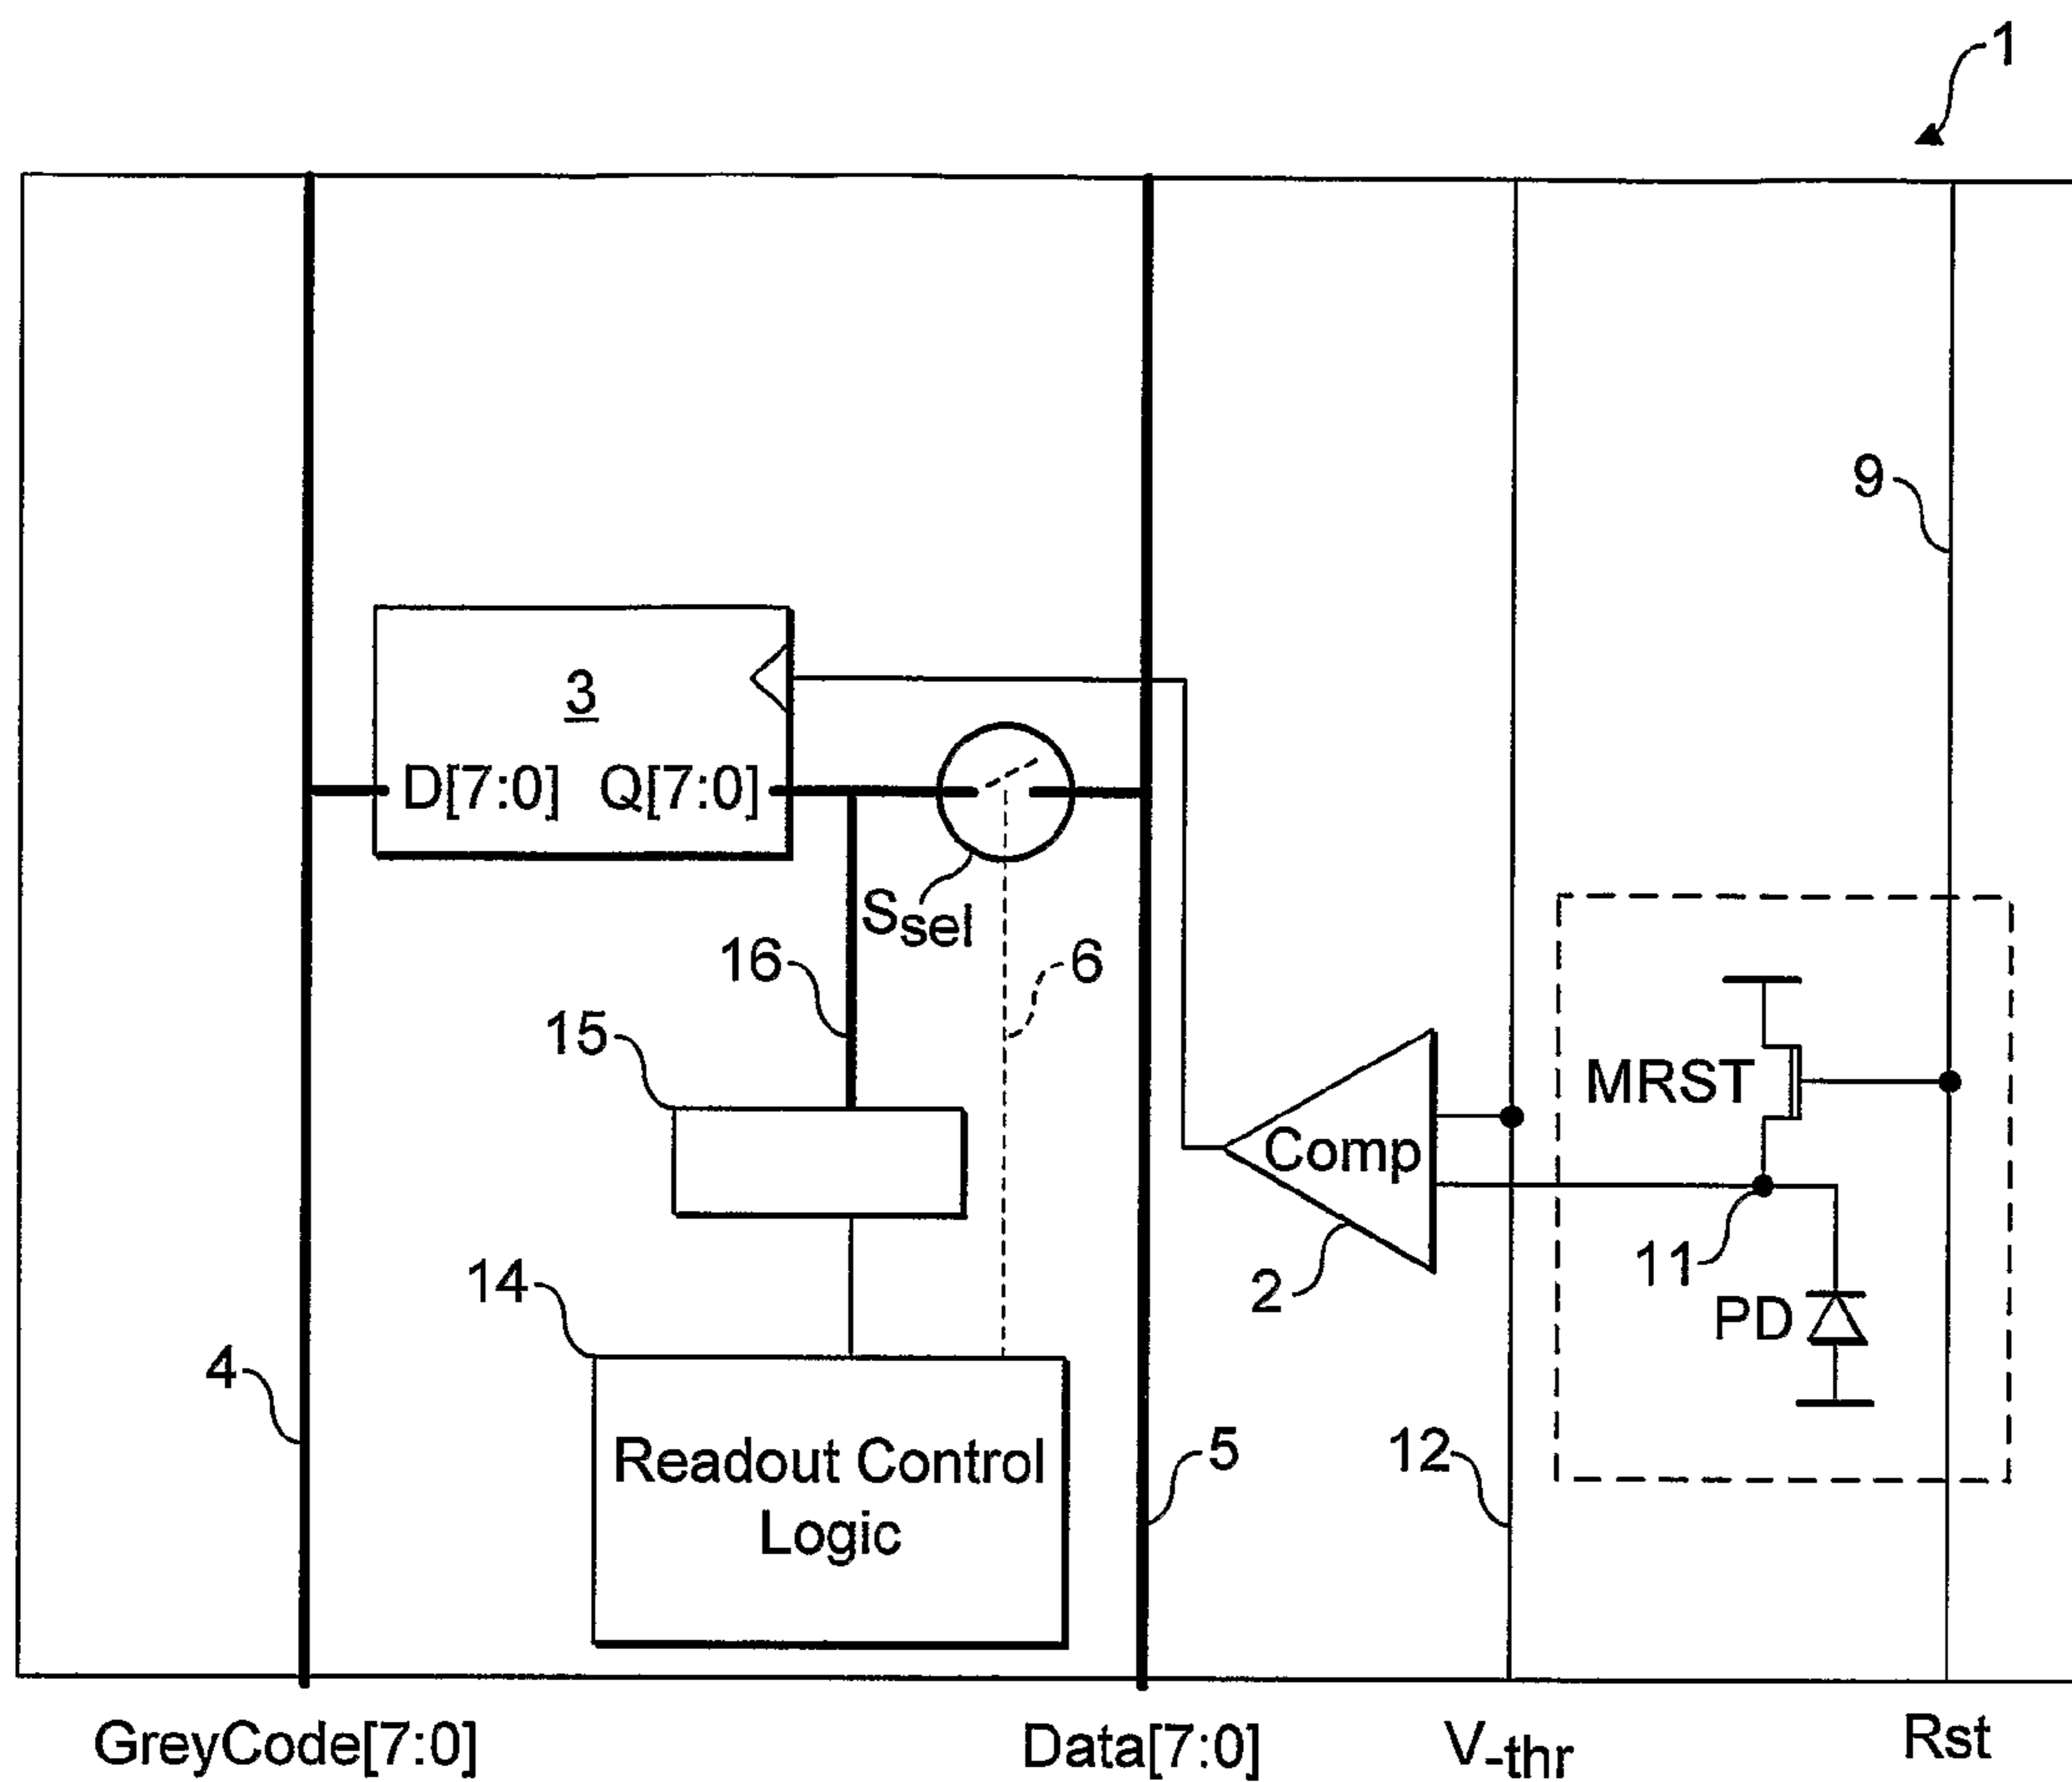 1
9
3
D[7:0] Q[7:0]
Ssel
16
6
15
MRST
Comp
11
14
2
PD
4
Readout Control
Logic
5
12
GreyCode[7:0]
Data[7:0]
V-thr
Rst